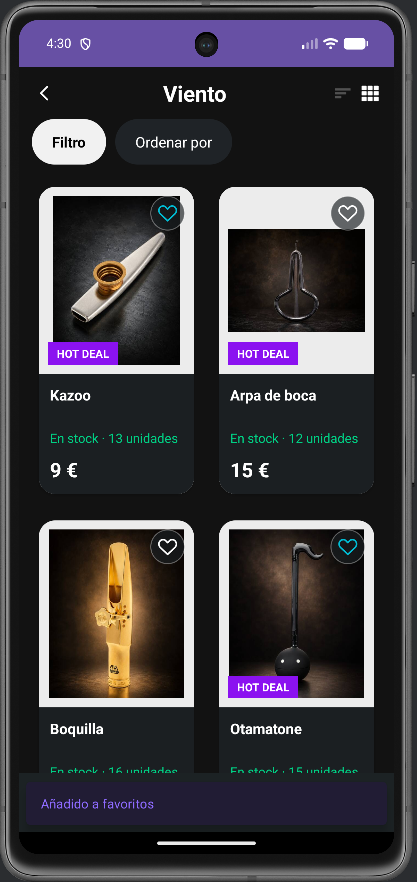 4:30
Viento
Filtro
Ordenar por
HOT DEAL
HOT DEAL
Kazoo
Arpa de boca
En stock · 13 unidades
En stock · 12 unidades
9 €
15 €
HOT DEAL
Boquilla
Otamatone
En stock · 16 unidades
En stock · 15 unidades
Añadido a favoritos